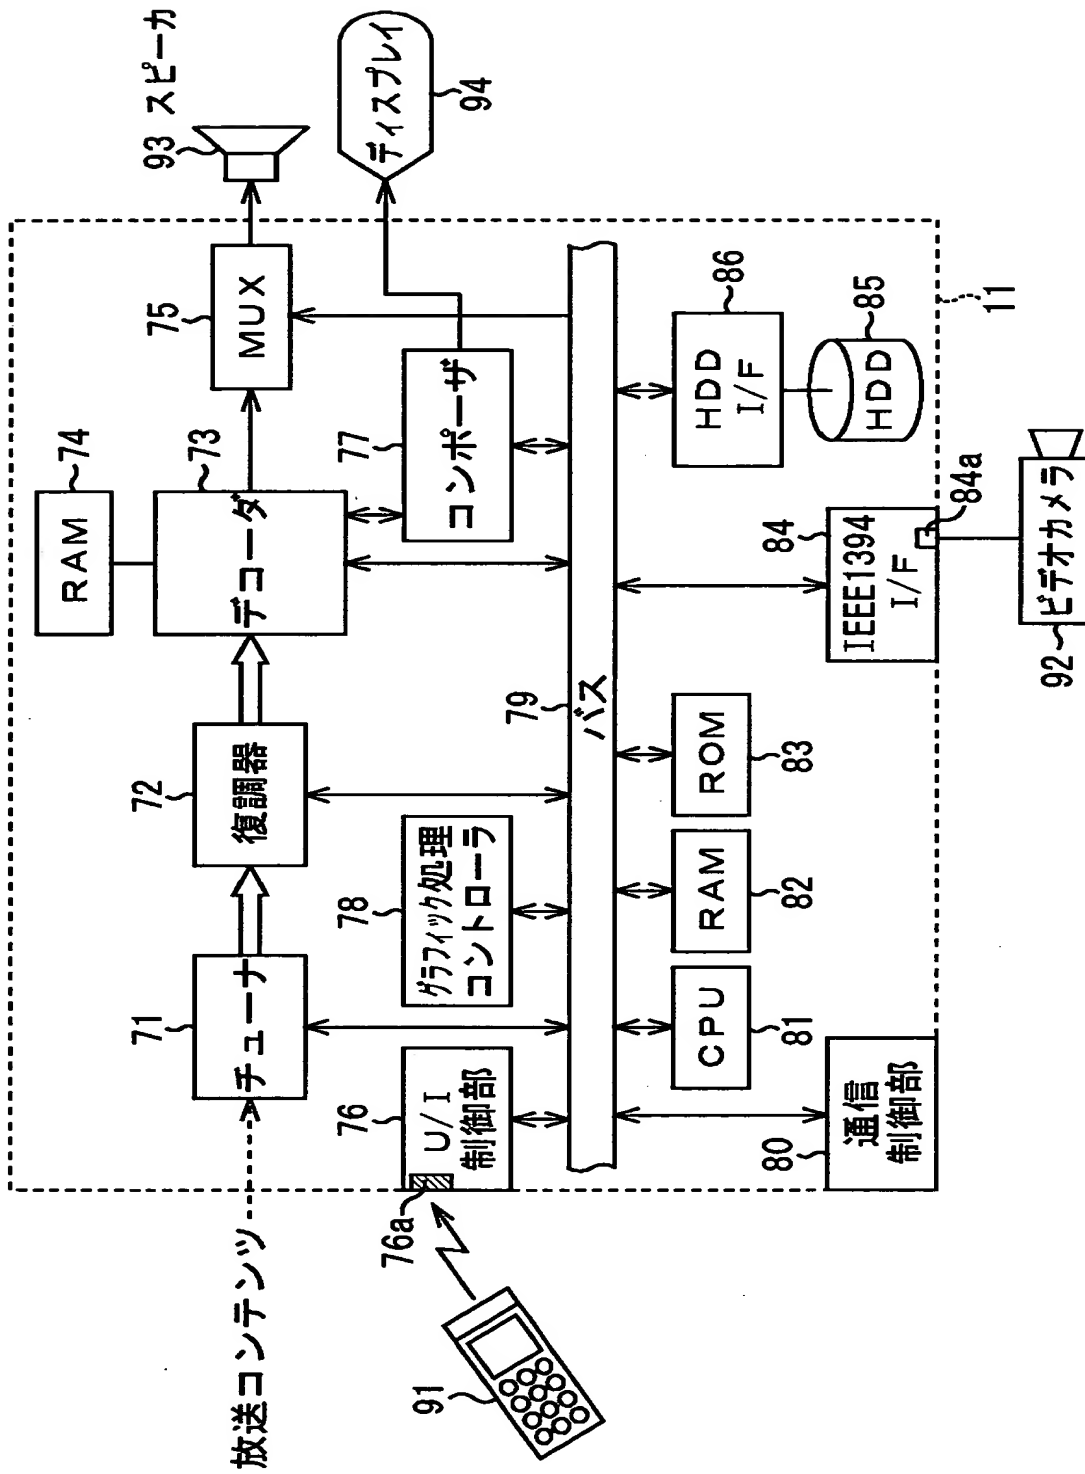 放送コンテンツ
71
チューナ
72
復調器
73
デコーダ
74
RAM
75
MUX
93 スピーカ
76a
76
U/I
制御部
78
グラフィック処理
コントローラ
77
コンポーザ
ディスプレイ
94
91
79
バス
80
通信
制御部
CPU
81
RAM
82
ROM
83
84
IEEE1394
I/F
84a
HDD
I/F
86
HDD
85
11
92
ビデオカメラ